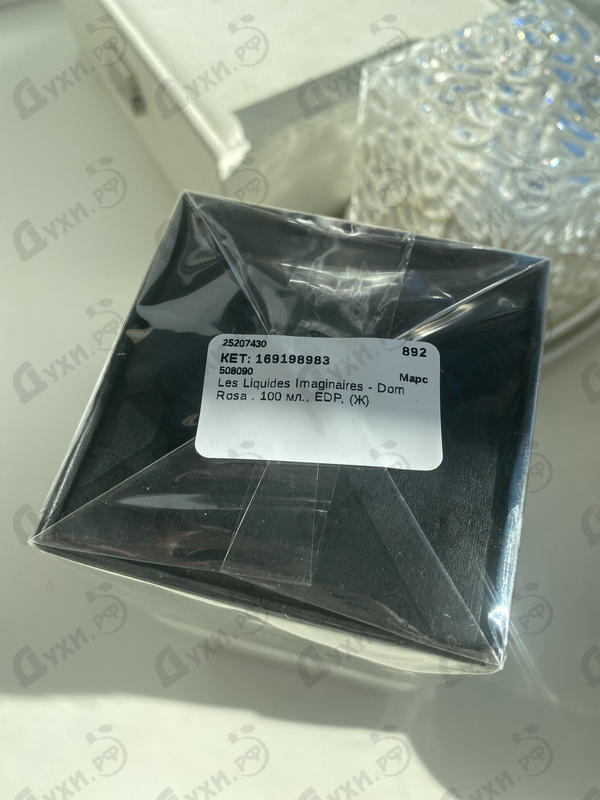 25207430 892
КЕТ: 169198983
508090 Марс
Les Liquides Imaginaires - Dom
Rosa . 100 мл., EDP, (Ж)
Духи.РФ